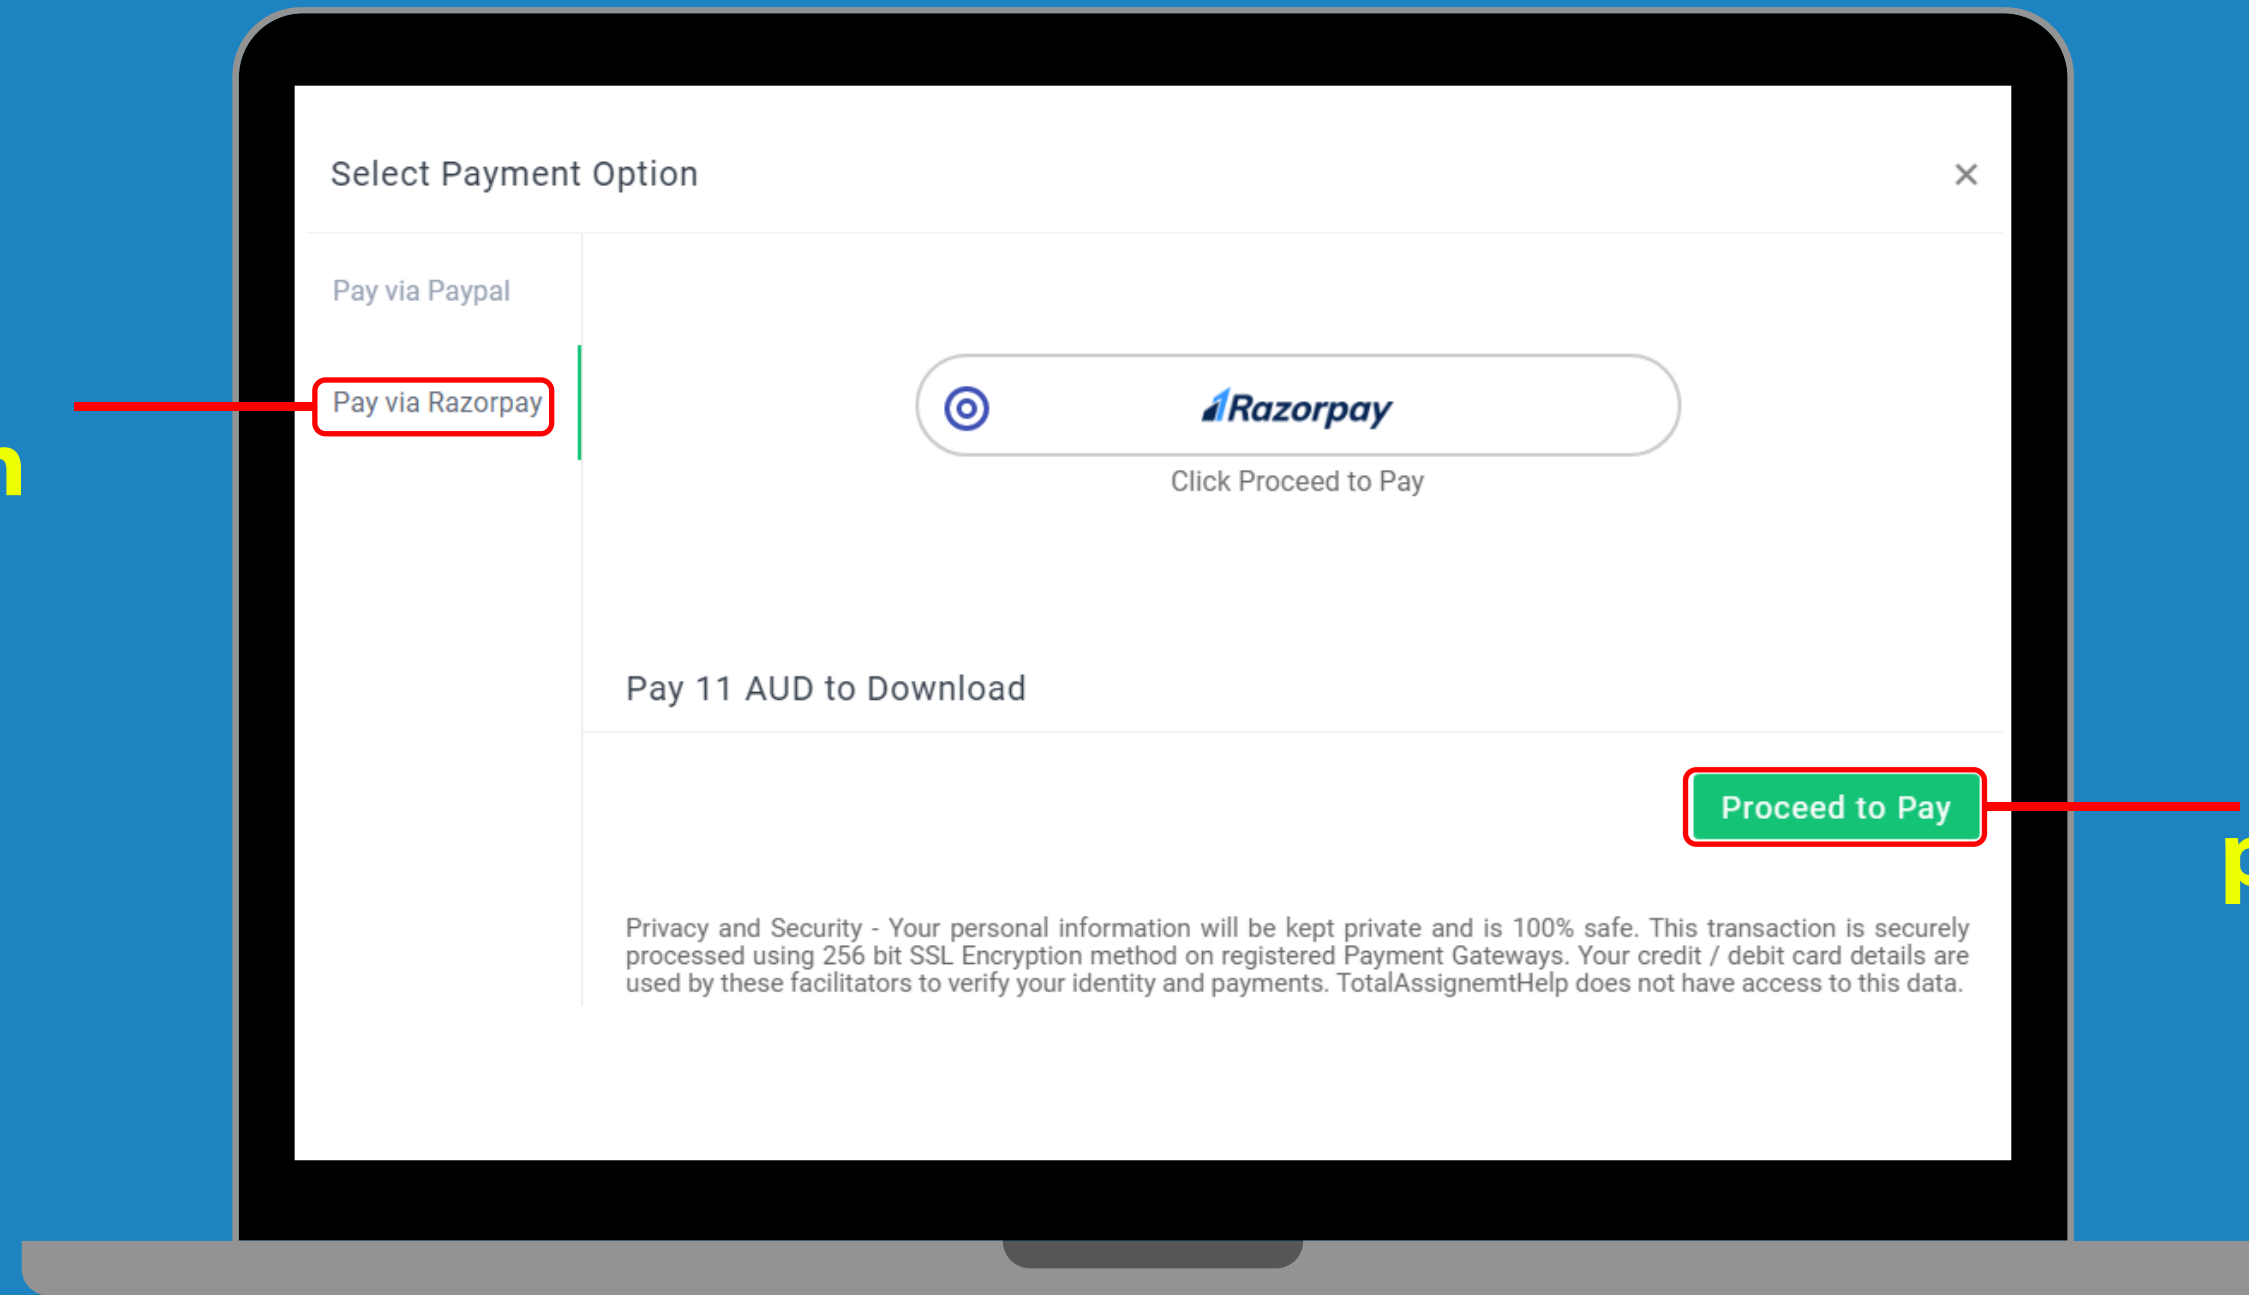 Select Payment Option
Pay via Paypal
Pay via Razorpay
Razorpay
Click Proceed to Pay
Pay 11 AUD to Download
Proceed to Pay
Privacy and Security - Your personal information will be kept private and is 100% safe. This transaction is securely
processed using 256 bit SSL Encryption method on registered Payment Gateways. Your credit / debit card details are
used by these facilitators to verify your identity and payments. TotalAssignemtHelp does not have access to this data.